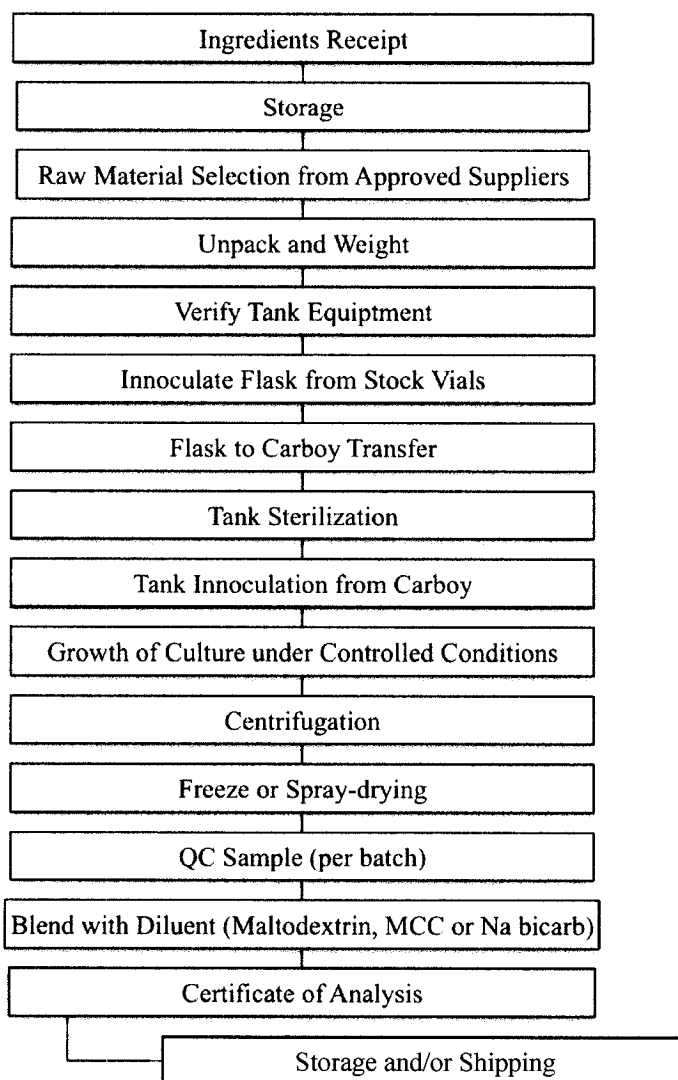 Ingredients Receipt
Storage
Raw Material Selection from Approved Suppliers
Unpack and Weight
Verify Tank Equiptment
Innoculate Flask from Stock Vials
Flask to Carboy Transfer
Tank Sterilization
Tank Innoculation from Carboy
Growth of Culture under Controlled Conditions
Centrifugation
Freeze or Spray-drying
QC Sample (per batch)
Blend with Diluent (Maltodextrin, MCC or Na bicarb)
Certificate of Analysis
Storage and/or Shipping